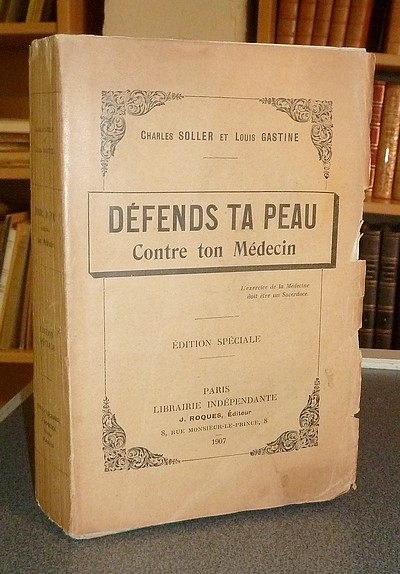 Charles SOLLER et Louis GASTINE
DÉFENDS TA PEAU
Contre ton Médecin
L'exercice de la Médecine
doit être un Sacerdoce.
ÉDITION SPÉCIALE
PARIS
LIBRAIRIE INDÉPENDANTE
J. ROQUES, Éditeur
8, RUE MONSIEUR-LE-PRINCE, 8
1907